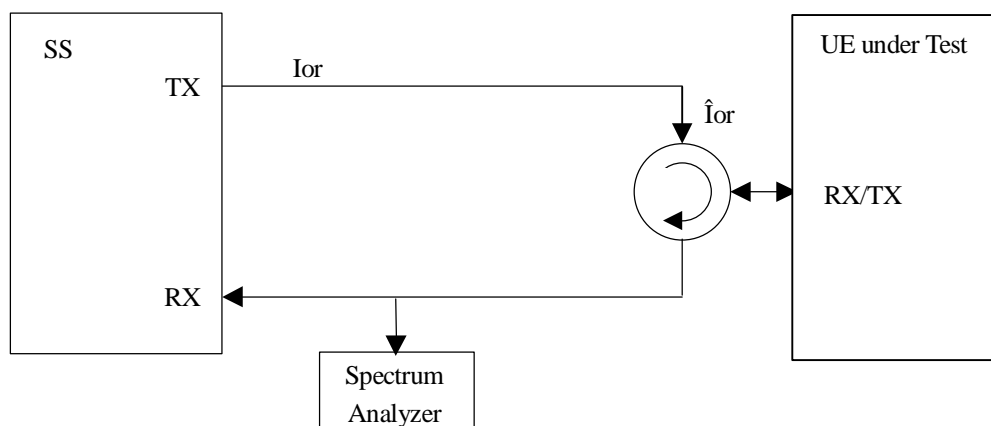 SS
UE under Test
TX
Ior
Îor
RX/TX
RX
Spectrum
Analyzer